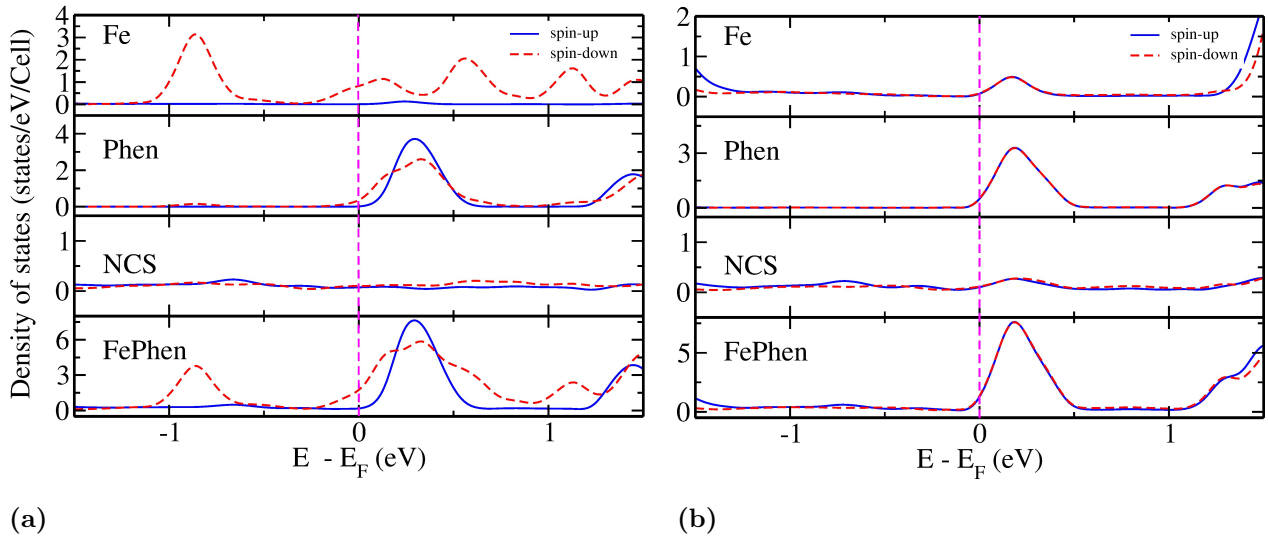 Density of states (states/eV/Cell)
4
3
2
1
0
Fe
spin-up
spin-down
4
2
0
Phen
1
0
NCS
6
3
0
FePhen
-1
0
1
E - E_F (eV)
(a)
2
1
0
Fe
spin-up
spin-down
3
0
Phen
1
0
NCS
5
0
FePhen
-1
0
1
E - E_F (eV)
(b)